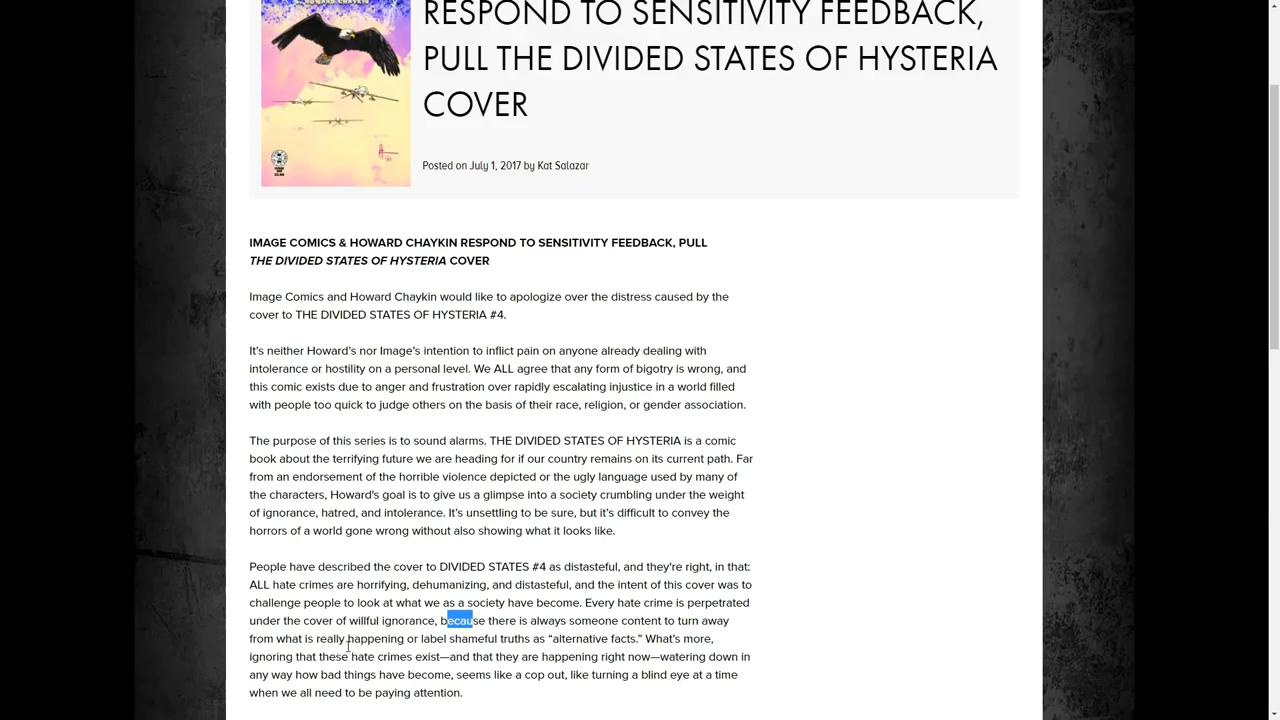 HOWARD CHAYKIN
RESPOND TO SENSITIVITY FEEDBACK,
PULL THE DIVIDED STATES OF HYSTERIA
COVER
Posted on July 1, 2017 by Kat Salazar
IMAGE COMICS & HOWARD CHAYKIN RESPOND TO SENSITIVITY FEEDBACK, PULL
THE DIVIDED STATES OF HYSTERIA COVER
Image Comics and Howard Chaykin would like to apologize over the distress caused by the
cover to THE DIVIDED STATES OF HYSTERIA #4.
It’s neither Howard’s nor Image’s intention to inflict pain on anyone already dealing with
intolerance or hostility on a personal level. We ALL agree that any form of bigotry is wrong, and
this comic exists due to anger and frustration over rapidly escalating injustice in a world filled
with people too quick to judge others on the basis of their race, religion, or gender association.
The purpose of this series is to sound alarms. THE DIVIDED STATES OF HYSTERIA is a comic
book about the terrifying future we are heading for if our country remains on its current path. Far
from an endorsement of the horrible violence depicted or the ugly language used by many of
the characters, Howard's goal is to give us a glimpse into a society crumbling under the weight
of ignorance, hatred, and intolerance. It’s unsettling to be sure, but it’s difficult to convey the
horrors of a world gone wrong without also showing what it looks like.
People have described the cover to DIVIDED STATES #4 as distasteful, and they're right, in that:
ALL hate crimes are horrifying, dehumanizing, and distasteful, and the intent of this cover was to
challenge people to look at what we as a society have become. Every hate crime is perpetrated
under the cover of willful ignorance, because there is always someone content to turn away
from what is really happening or label shameful truths as “alternative facts.” What’s more,
ignoring that these hate crimes exist—and that they are happening right now—watering down in
any way how bad things have become, seems like a cop out, like turning a blind eye at a time
when we all need to be paying attention.